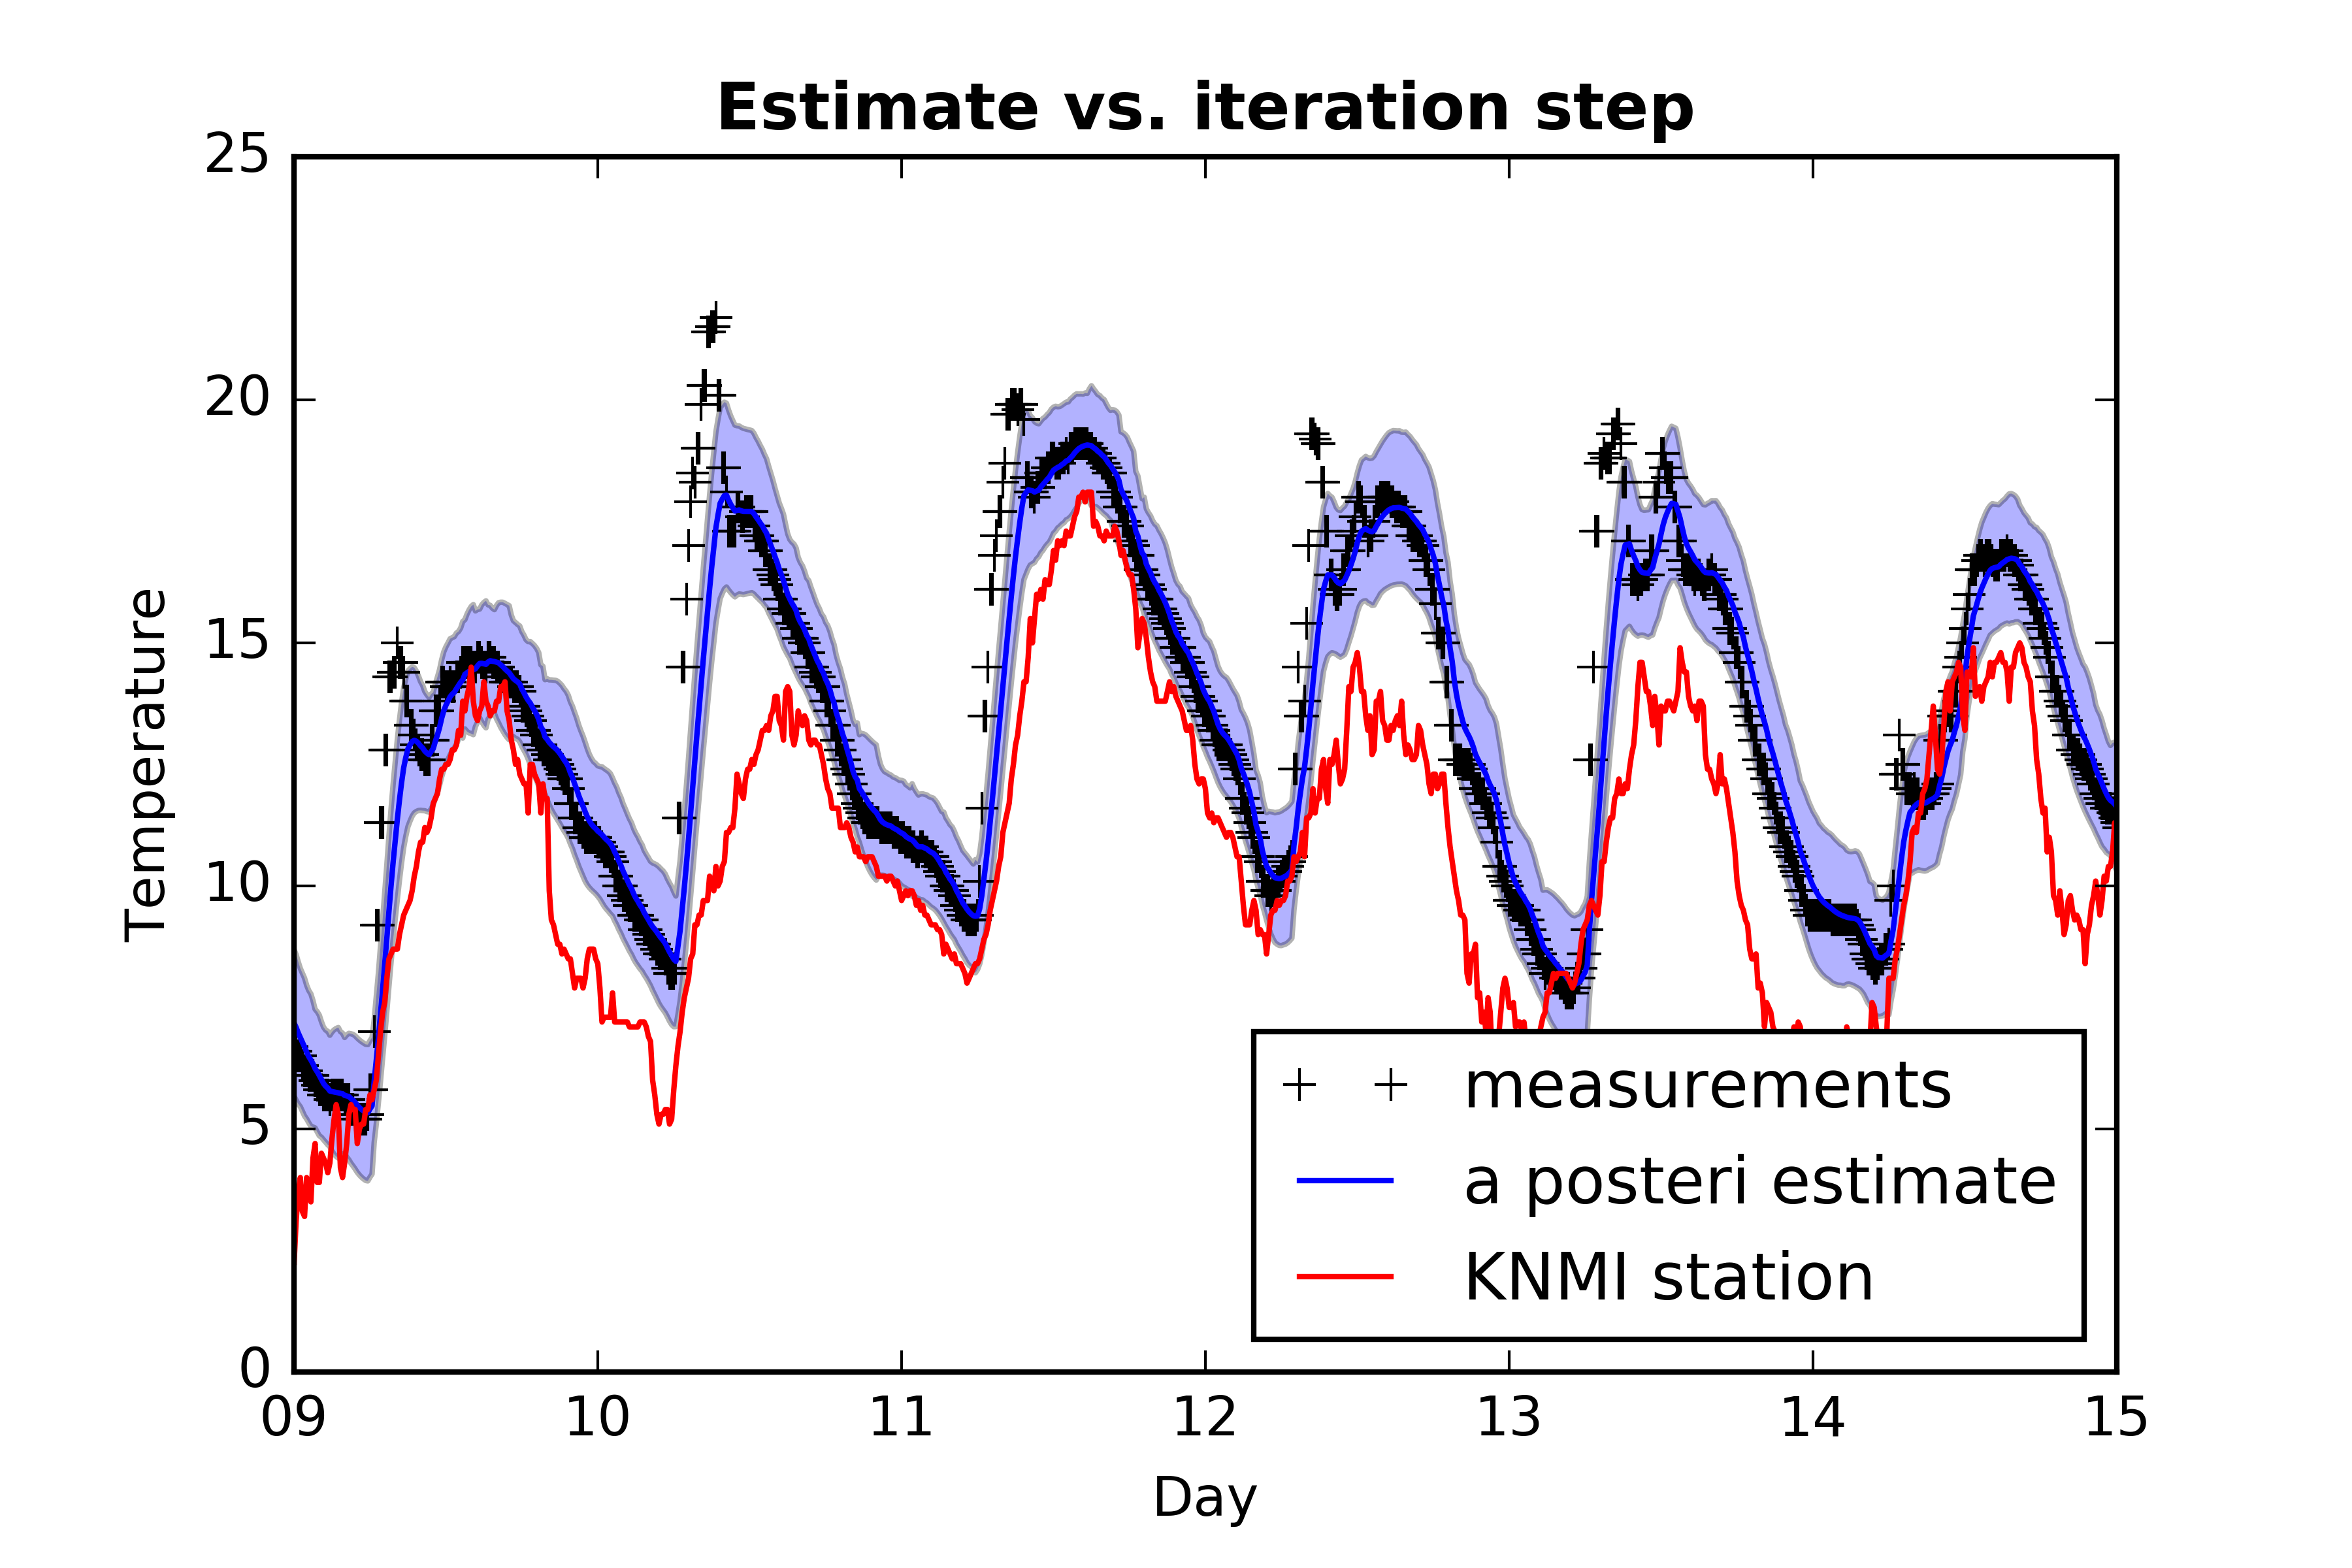 Estimate vs. iteration step
25
20
15
10
5
0
Temperature
09 10 11 12 13 14 15
Day
measurements
a posteri estimate
KNMI station